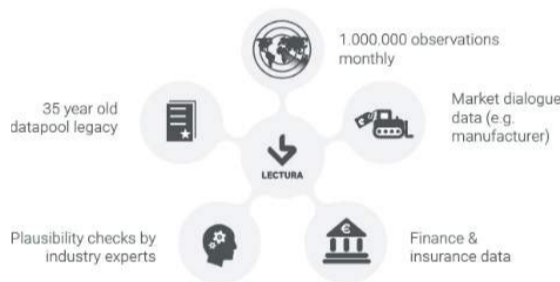 1.000.000 observations
monthly
35 year old
datapool legacy
Market dialogue
data (e.g.
manufacturer)
LECTURA
Plausibility checks by
industry experts
Finance &
insurance data